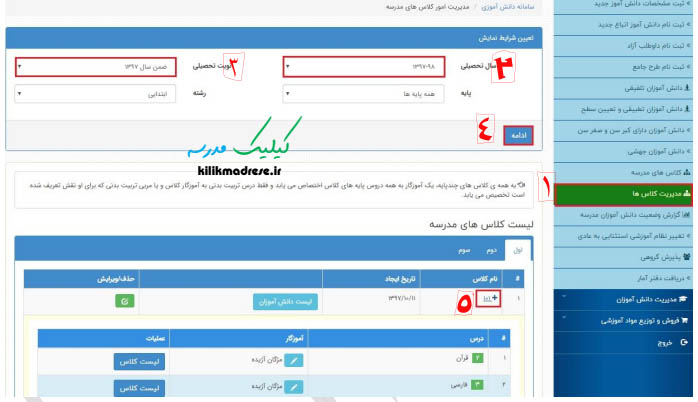 سامانه دانش آموزی / مدیریت امور کلاس های مدرسه
» ثبت مشخصات دانش آموز جدید
» ثبت نام دانش آموز اتباع جدید
» ثبت نام داوطلب آزاد
» ثبت نام طرح جامع
دانش آموزان تلفیقی
دانش آموزان تطبیقی و تعیین سطح
» دانش آموزان دارای کبر سن و صغر سن
» دانش آموزان جهشی
کلاس های مدرسه
مدیریت کلاس ها
۱
گزارش وضعیت دانش آموزان مدرسه
» تغییر نظام آموزشی استثنایی به عادی
پذیرش گروهی
» دریافت دفتر آمار
مدیریت دانش آموزان
فروش و توزیع مواد آموزشی
خروج
تعیین شرایط نمایش
سال تحصیلی
۲
۱۳۹۷-۹۸
نوبت تحصیلی
۳
ضمن سال ۱۳۹۷
پایه
همه پایه ها
رشته
ابتدایی
ادامه
۴
کیلیک مدرسه
kilikmadrese.ir
به همه ی کلاس های چندپایه، یک آموزگار به همه دروس پایه های کلاس اختصاص می یابد و فقط درس تربیت بدنی به آموزگار کلاس و یا مربی تربیت بدنی که برای او نقش تعریف شده
است تخصیص می یابد.
لیست کلاس های مدرسه
اول دوم سوم
# نام کلاس تاریخ ایجاد حذف/ویرایش
۱ ۵ ۱۳۹۷/۱۰/۱۱ لیست دانش آموزان
# درس آموزگار عملیات
۱ ۲ قرآن مژگان آژیده لیست کلاس
۲ ۳ فارسی مژگان آژیده لیست کلاس